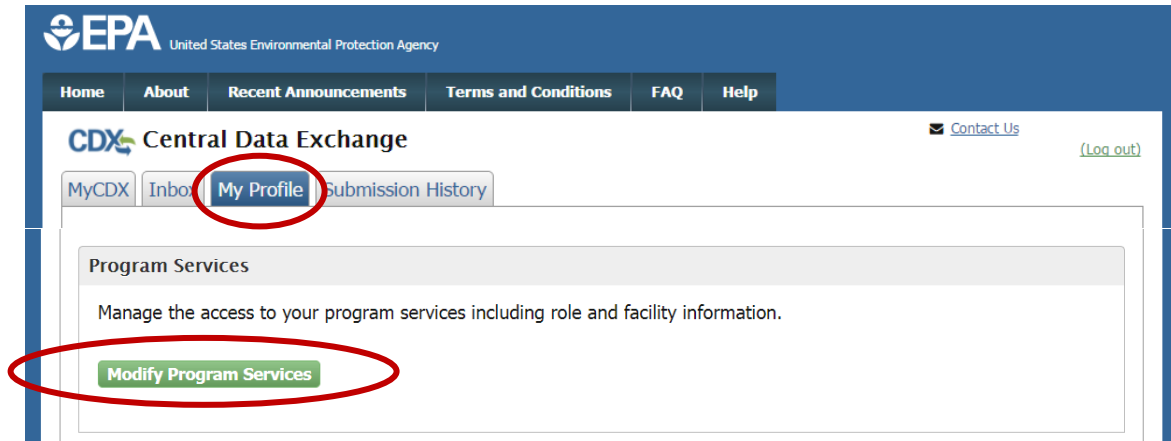 EPA United States Environmental Protection Agency
Home About Recent Announcements Terms and Conditions FAQ Help
CDX Central Data Exchange
Contact Us
(Log out)
MyCDX Inbox My Profile Submission History
Program Services
Manage the access to your program services including role and facility information.
Modify Program Services